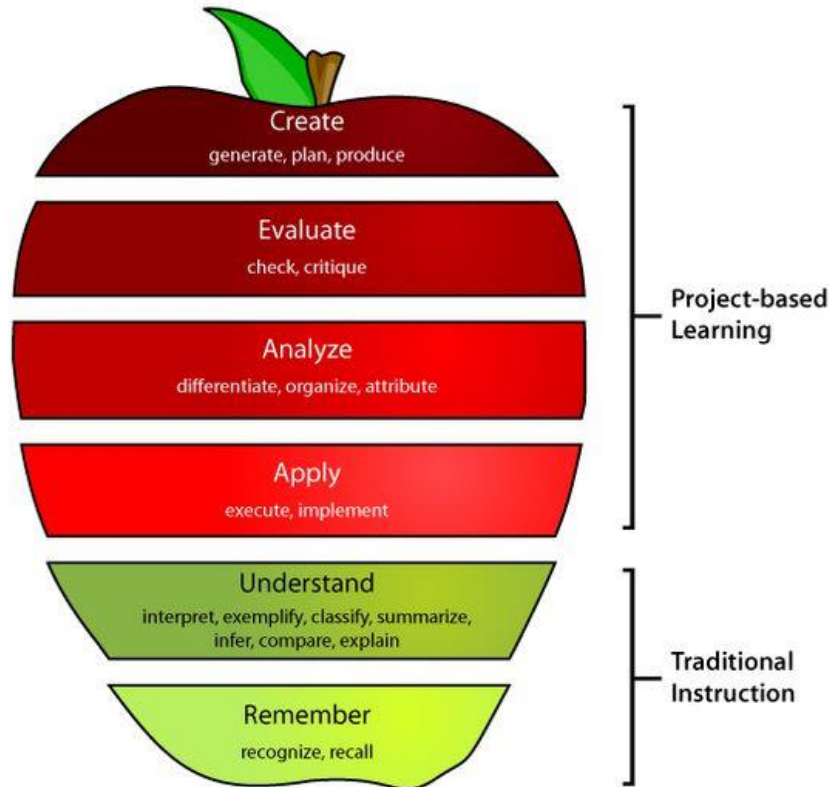 Create
generate, plan, produce
Evaluate
check, critique
Analyze
differentiate, organize, attribute
Apply
execute, implement
Project-based
Learning
Understand
interpret, exemplify, classify, summarize,
infer, compare, explain
Remember
recognize, recall
Traditional
Instruction